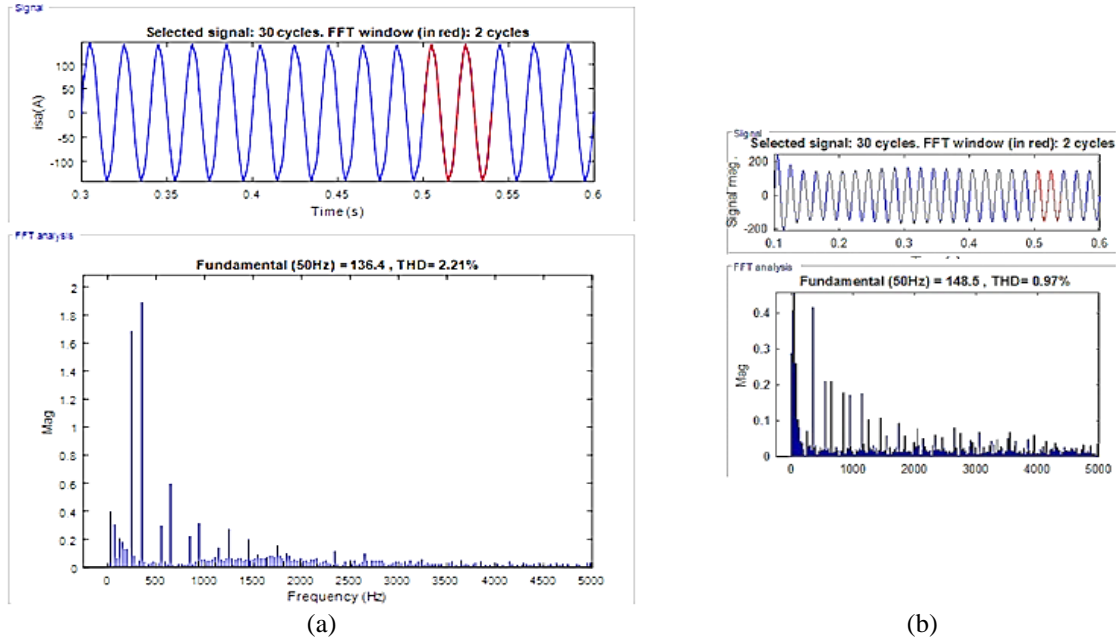 Signal
Selected signal: 30 cycles. FFT window (in red): 2 cycles
100
50
0
-50
-100
isa(A)
0.3 0.35 0.4 0.45 0.5 0.55 0.6
Time(s)
FFT analysis
Fundamental (50Hz) = 136.4 , THD= 2.21%
2
1.8
1.6
1.4
1.2
1
0.8
0.6
0.4
0.2
0
Mag
0 500 1000 1500 2000 2500 3000 3500 4000 4500 5000
Frequency (Hz)
(a)
Signal
Selected signal: 30 cycles. FFT window (in red): 2 cycles
200
0
-200
Signal mag.
0.1 0.2 0.3 0.4 0.5 0.6
FFT analysis
Fundamental (50Hz) = 148.5 , THD= 0.97%
0.4
0.3
0.2
0.1
0
Mag
0 1000 2000 3000 4000 5000
(b)